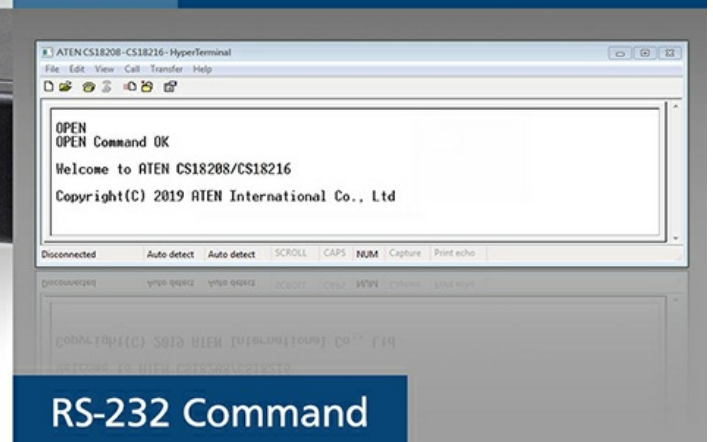 ATEN CS18208-CS18216- HyperTerminal
File Edit View Call Transfer Help
OPEN
OPEN Command OK
Welcome to ATEN CS18208/CS18216
Copyright(C) 2019 ATEN International Co., Ltd
Disconnected Auto detect Auto detect SCROLL CAPS NUM Capture Print echo
RS-232 Command